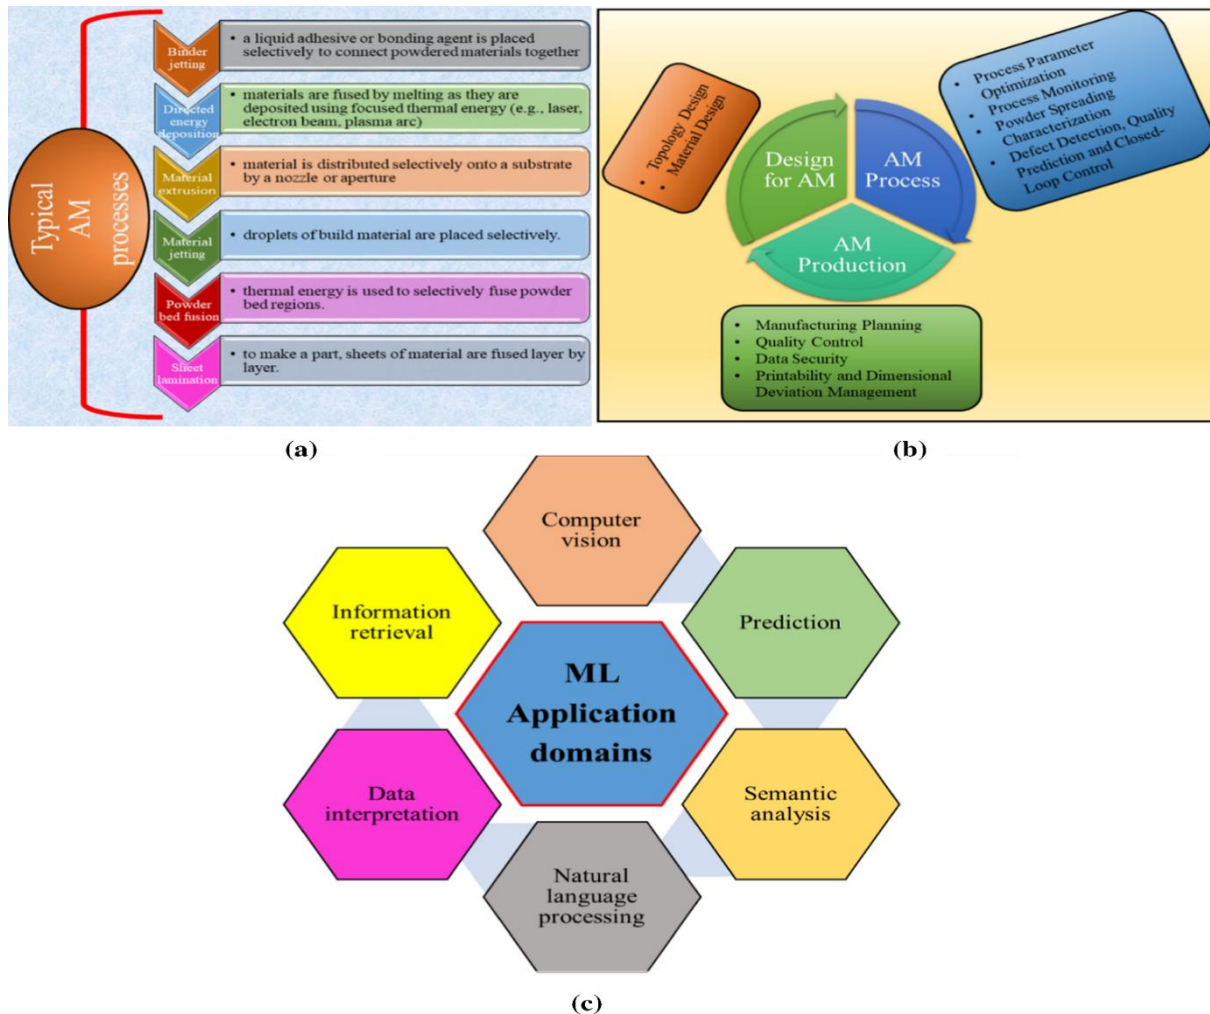 Typical
AM
processes
Binder
jetting
• a liquid adhesive or bonding agent is placed
selectively to connect powdered materials together
Directed
energy
deposition
• materials are fused by melting as they are
deposited using focused thermal energy (e.g., laser,
electron beam, plasma arc)
Material
extrusion
• material is distributed selectively onto a substrate
by a nozzle or aperture
Material
jetting
• droplets of build material are placed selectively.
Powder
bed fusion
• thermal energy is used to selectively fuse powder
bed regions.
Sheet
lamination
• to make a part, sheets of material are fused layer by
layer.
(a)
• Topology Design
• Material Design
Design
for AM
AM
Process
AM
Production
• Process Parameter
Optimization
• Process Monitoring
• Powder Spreading
Characterization
• Defect Detection, Quality
Prediction and Closed-
Loop Control
• Manufacturing Planning
• Quality Control
• Data Security
• Printability and Dimensional
Deviation Management
(b)
Computer
vision
Information
retrieval
Prediction
ML
Application
domains
Data
interpretation
Semantic
analysis
Natural
language
processing
(c)